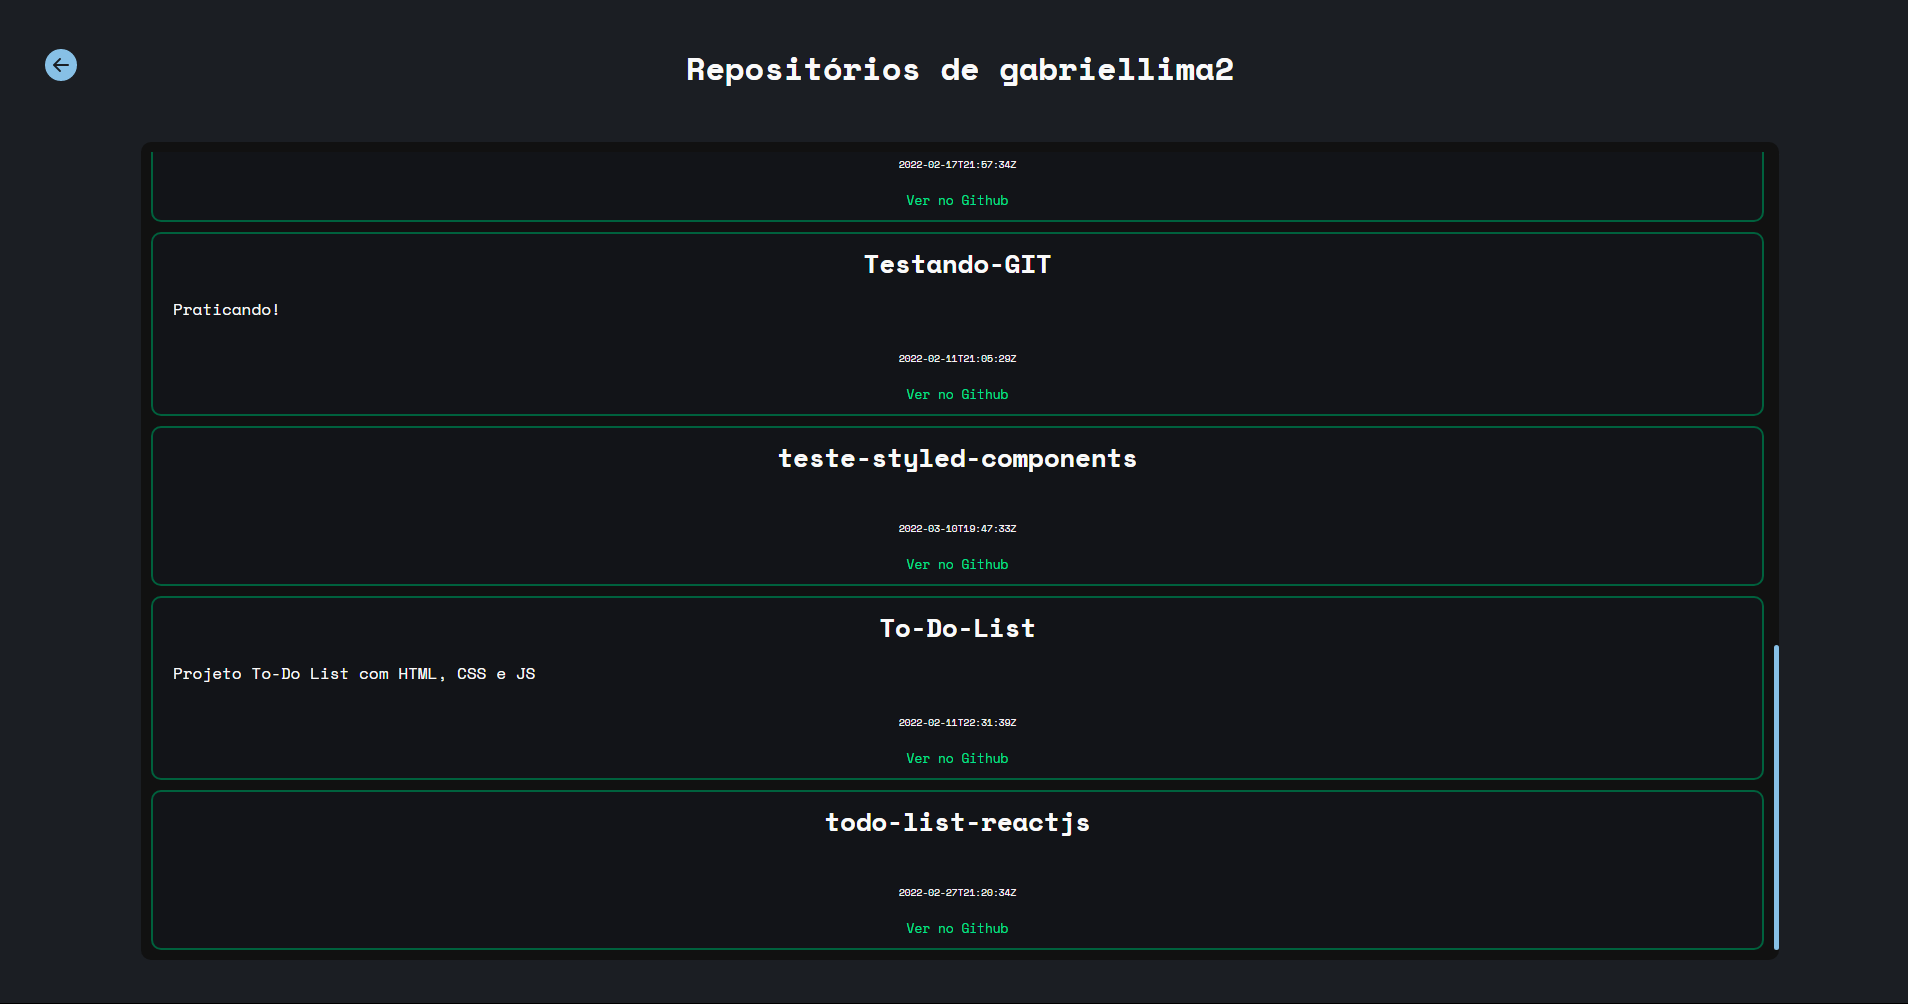 Repositórios de gabriellima2
2022-02-17T21:57:34Z
Ver no Github
Testando-GIT
Praticando!
2022-02-11T21:05:29Z
Ver no Github
teste-styled-components
2022-03-10T19:47:33Z
Ver no Github
To-Do-List
Projeto To-Do List com HTML, CSS e JS
2022-02-11T22:31:39Z
Ver no Github
todo-list-reactjs
2022-02-27T21:20:34Z
Ver no Github